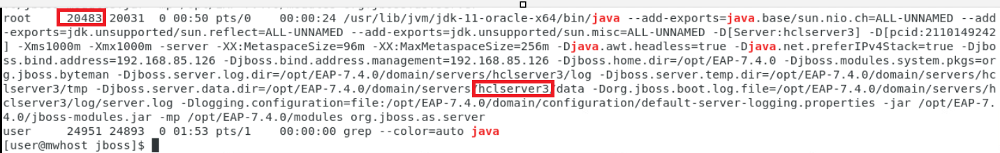 root     20483 20031  0 00:50 pts/0    00:00:24 /usr/lib/jvm/jdk-11-oracle-x64/bin/java --add-exports=java.base/sun.nio.ch=ALL-UNNAMED --add
-exports=jdk.unsupported/sun.reflect=ALL-UNNAMED --add-exports=jdk.unsupported/sun.misc=ALL-UNNAMED -D[Server:hclserver3] -D[pcid:2110149242
] -Xms1000m -Xmx1000m -server -XX:MetaspaceSize=96m -XX:MaxMetaspaceSize=256m -Djava.awt.headless=true -Djava.net.preferIPv4Stack=true -Djbo
ss.bind.address=192.168.85.126 -Djboss.bind.address.management=192.168.85.126 -Djboss.home.dir=/opt/EAP-7.4.0 -Djboss.modules.system.pkgs=or
g.jboss.byteman -Djboss.server.log.dir=/opt/EAP-7.4.0/domain/servers/hclserver3/log -Djboss.server.temp.dir=/opt/EAP-7.4.0/domain/servers/hc
lserver3/tmp -Djboss.server.data.dir=/opt/EAP-7.4.0/domain/servers/hclserver3/data -Dorg.jboss.boot.log.file=/opt/EAP-7.4.0/domain/servers/h
clserver3/log/server.log -Dlogging.configuration=file:/opt/EAP-7.4.0/domain/configuration/default-server-logging.properties -jar /opt/EAP-7.
4.0/jboss-modules.jar -mp /opt/EAP-7.4.0/modules org.jboss.as.server
user     24951 24893  0 01:53 pts/1    00:00:00 grep --color=auto java
[user@mwhost jboss]$